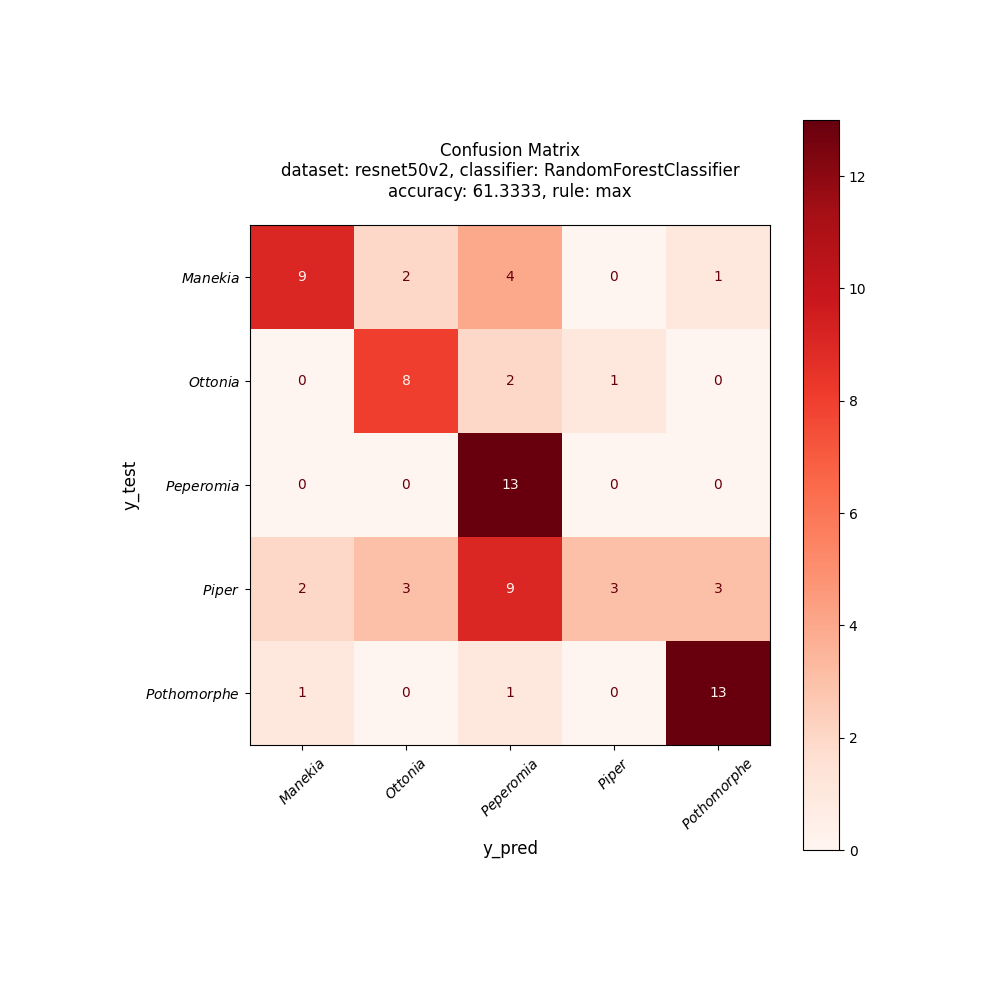 Confusion Matrix
dataset: resnet50v2, classifier: RandomForestClassifier
accuracy: 61.3333, rule: max
y_test
Manekia 9 2 4 0 1
Ottonia 0 8 2 1 0
Peperomia 0 0 13 0 0
Piper 2 3 9 3 3
Pothomorphe 1 0 1 0 13
Manekia Ottonia Peperomia Piper Pothomorphe
y_pred
12
10
8
6
4
2
0